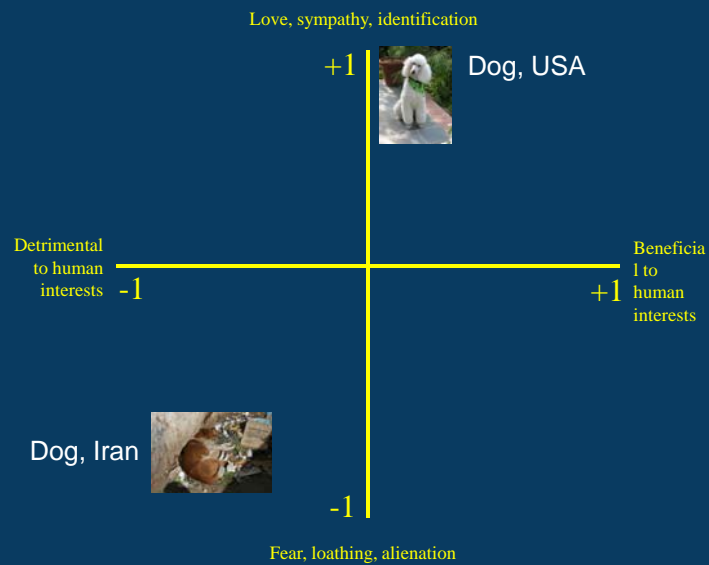 Love, sympathy, identification
+1
Dog, USA
Detrimental
to human
interests
-1
+1
Beneficia
l to
human
interests
Dog, Iran
-1
Fear, loathing, alienation